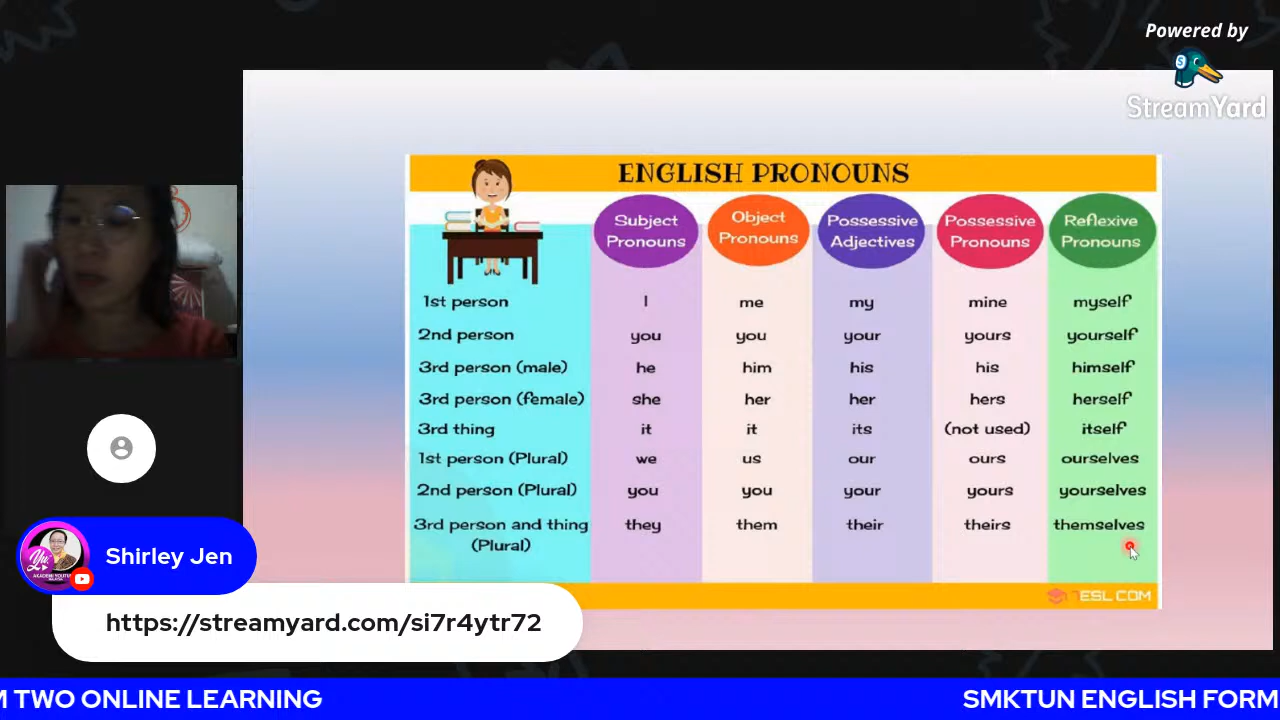 Powered by
StreamYard
ENGLISH PRONOUNS
Subject Pronouns
Object Pronouns
Possessive Adjectives
Possessive Pronouns
Reflexive Pronouns
1st person I me my mine myself
2nd person you you your yours yourself
3rd person (male) he him his his himself
3rd person (female) she her her hers herself
3rd thing it it its (not used) itself
1st person (Plural) we us our ours ourselves
2nd person (Plural) you you your yours yourselves
3rd person and thing (Plural) they them their theirs themselves
7ESL.COM
Shirley Jen
https://streamyard.com/si7r4ytr72
M TWO ONLINE LEARNING SMKTUN ENGLISH FORM